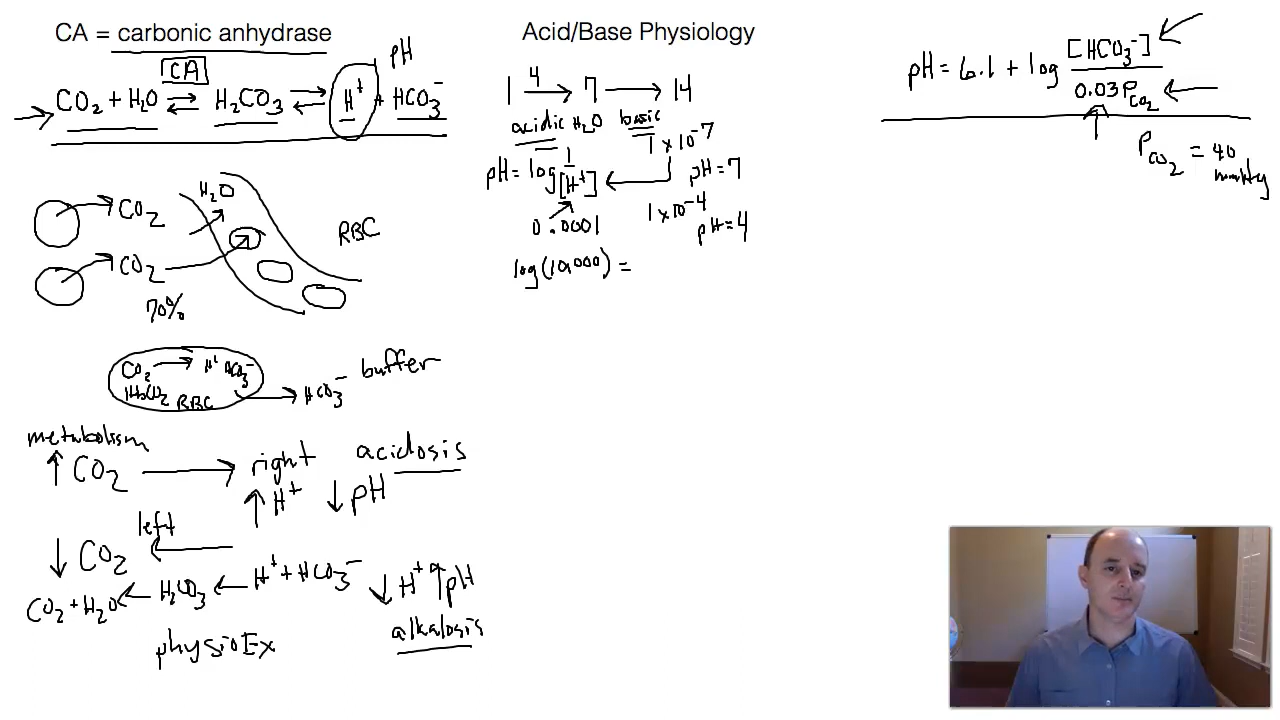 CA = carbonic anhydrase
pH
CA
CO₂ + H₂O ⇌ H₂CO₃ ⇌ H⁺ + HCO₃⁻
H₂O
CO₂
RBC
CO₂
70%
CO₂ → H⁺ HCO₃⁻
RBC
→ HCO₃⁻ buffer
metabolism
↑ CO₂ → right acidosis
↑ H⁺ ↓ pH
left
↓ CO₂ ←
CO₂ + H₂O ← H₂CO₃ ← H⁺ + HCO₃⁻ ↓ H⁺ ↑ pH
alkalosis
physioEx
Acid/Base Physiology
4
1 → 7 → 14
acidic H₂O basic
1 x 10⁻⁷
pH = log 1/[H⁺] ← pH = 7
1 x 10⁻⁴
0.0001 pH = 4
log(10,000) =
pH = 6.1 + log [HCO₃⁻] / 0.03 PCO₂
PCO₂ = 40 mmHg